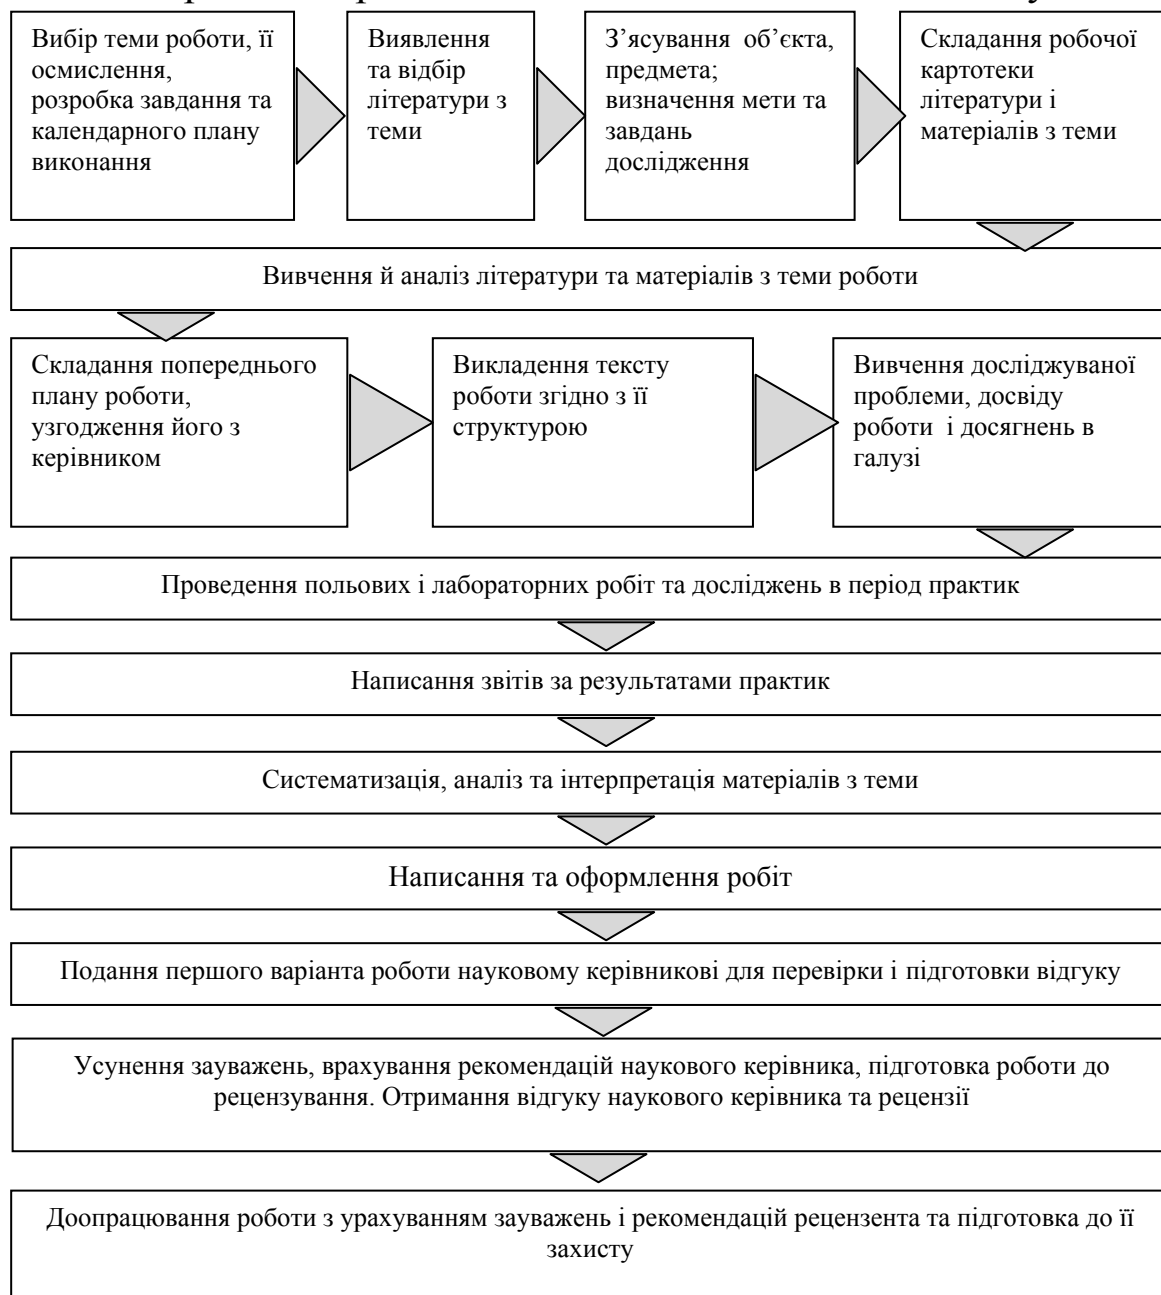 Вибір теми роботи, її
осмислення,
розробка завдання та
календарного плану
виконання
Виявлення
та відбір
літератури з
теми
З’ясування об’єкта,
предмета;
визначення мети та
завдань
дослідження
Складання робочої
картотеки
літератури і
матеріалів з теми
Вивчення й аналіз літератури та матеріалів з теми роботи
Складання попереднього
плану роботи,
узгодження його з
керівником
Викладення тексту
роботи згідно з її
структурою
Вивчення досліджуваної
проблеми, досвіду
роботи і досягнень в
галузі
Проведення польових і лабораторних робіт та досліджень в період практик
Написання звітів за результатами практик
Систематизація, аналіз та інтерпретація матеріалів з теми
Написання та оформлення робіт
Подання першого варіанта роботи науковому керівникові для перевірки і підготовки відгуку
Усунення зауважень, врахування рекомендацій наукового керівника, підготовка роботи до
рецензування. Отримання відгуку наукового керівника та рецензії
Доопрацювання роботи з урахуванням зауважень і рекомендацій рецензента та підготовка до її
захисту